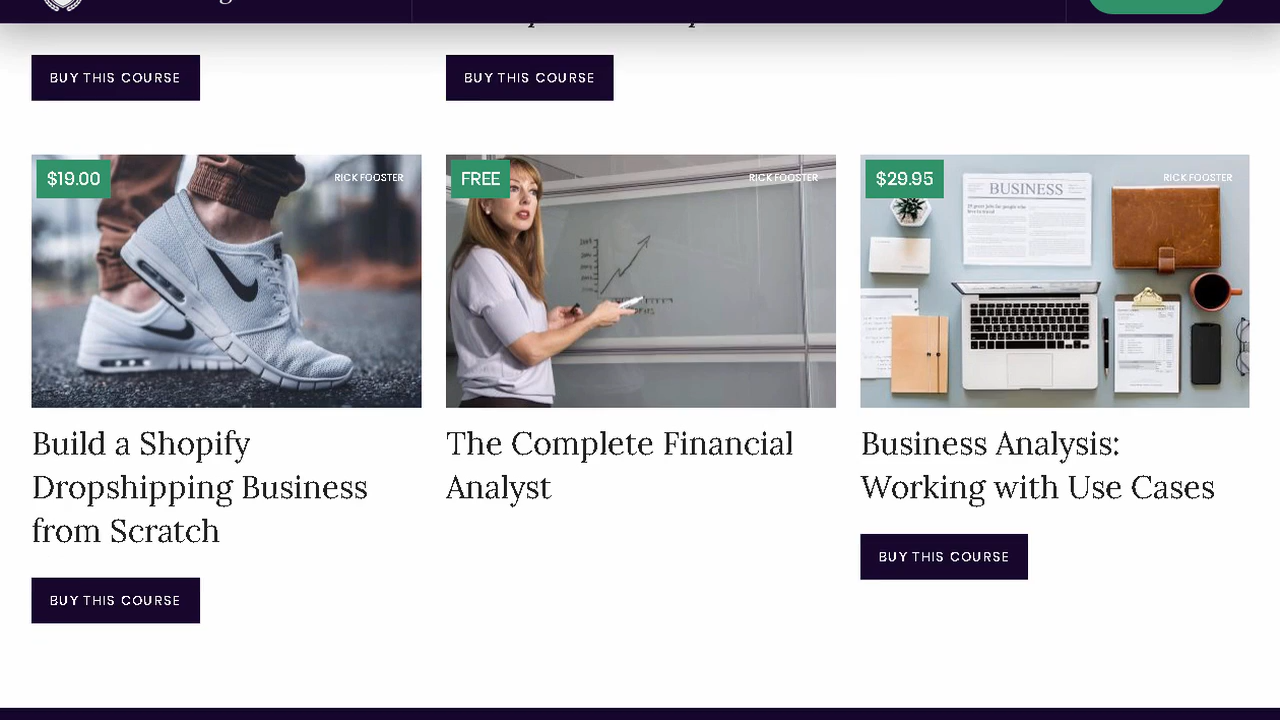 BUY THIS COURSE
BUY THIS COURSE
$19.00
RICK FOOSTER
FREE
RICK FOOSTER
$29.95
RICK FOOSTER
BUSINESS
Build a Shopify
Dropshipping Business
from Scratch
The Complete Financial
Analyst
Business Analysis:
Working with Use Cases
BUY THIS COURSE
BUY THIS COURSE